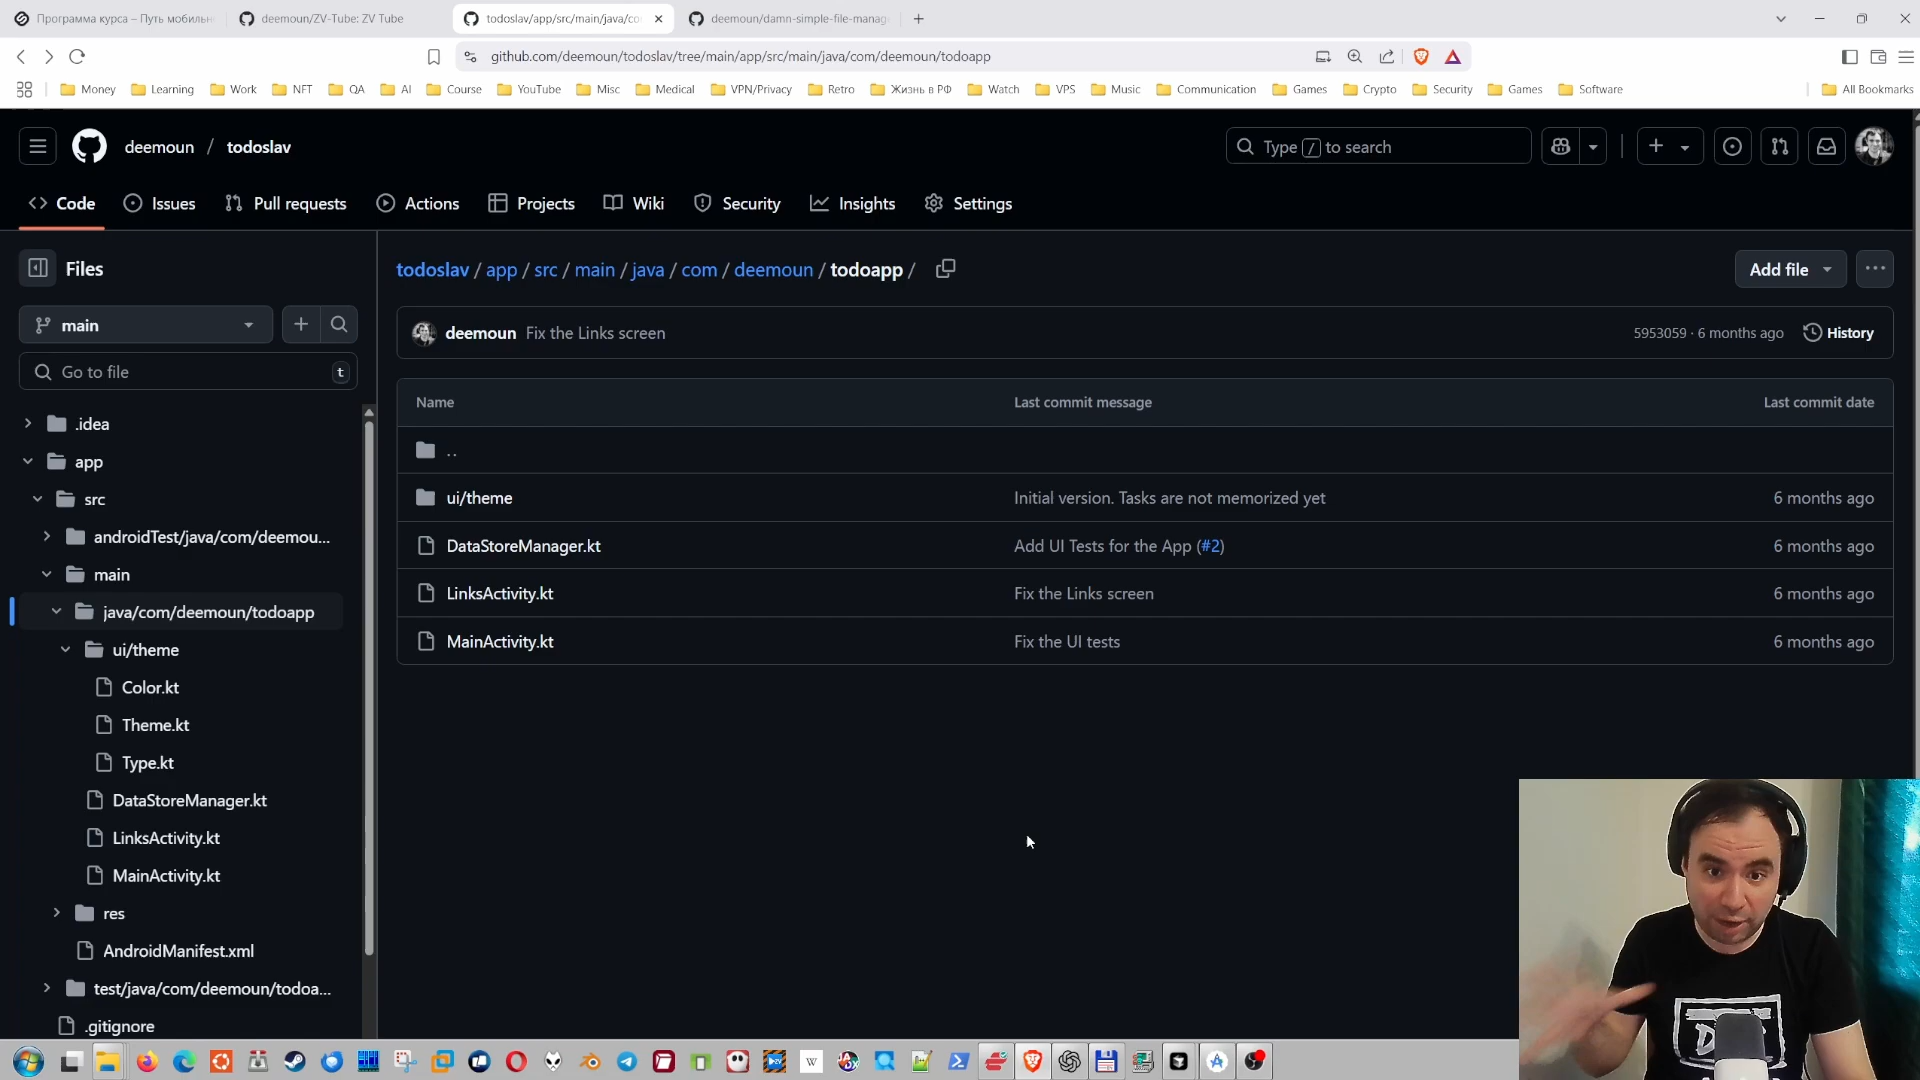 Программа курса – Путь мобильн
deemoun/ZV-Tube: ZV Tube
todoslav/app/src/main/java/co
deemoun/damn-simple-file-manag
github.com/deemoun/todoslav/tree/main/app/src/main/java/com/deemoun/todoapp
Money Learning Work NFT QA AI Course YouTube Misc Medical VPN/Privacy Retro Жизнь в РФ Watch VPS Music Communication Games Crypto Security Games Software All Bookmarks
deemoun / todoslav
Type / to search
Code Issues Pull requests Actions Projects Wiki Security Insights Settings
Files
todoslav / app / src / main / java / com / deemoun / todoapp /
Add file
main
deemoun Fix the Links screen
5953059 · 6 months ago
History
Go to file
t
Name Last commit message Last commit date
..
ui/theme Initial version. Tasks are not memorized yet 6 months ago
DataStoreManager.kt Add UI Tests for the App (#2) 6 months ago
LinksActivity.kt Fix the Links screen 6 months ago
MainActivity.kt Fix the UI tests 6 months ago
.idea
app
src
androidTest/java/com/deemou...
main
java/com/deemoun/todoapp
ui/theme
Color.kt
Theme.kt
Type.kt
DataStoreManager.kt
LinksActivity.kt
MainActivity.kt
res
AndroidManifest.xml
test/java/com/deemoun/todoa...
.gitignore